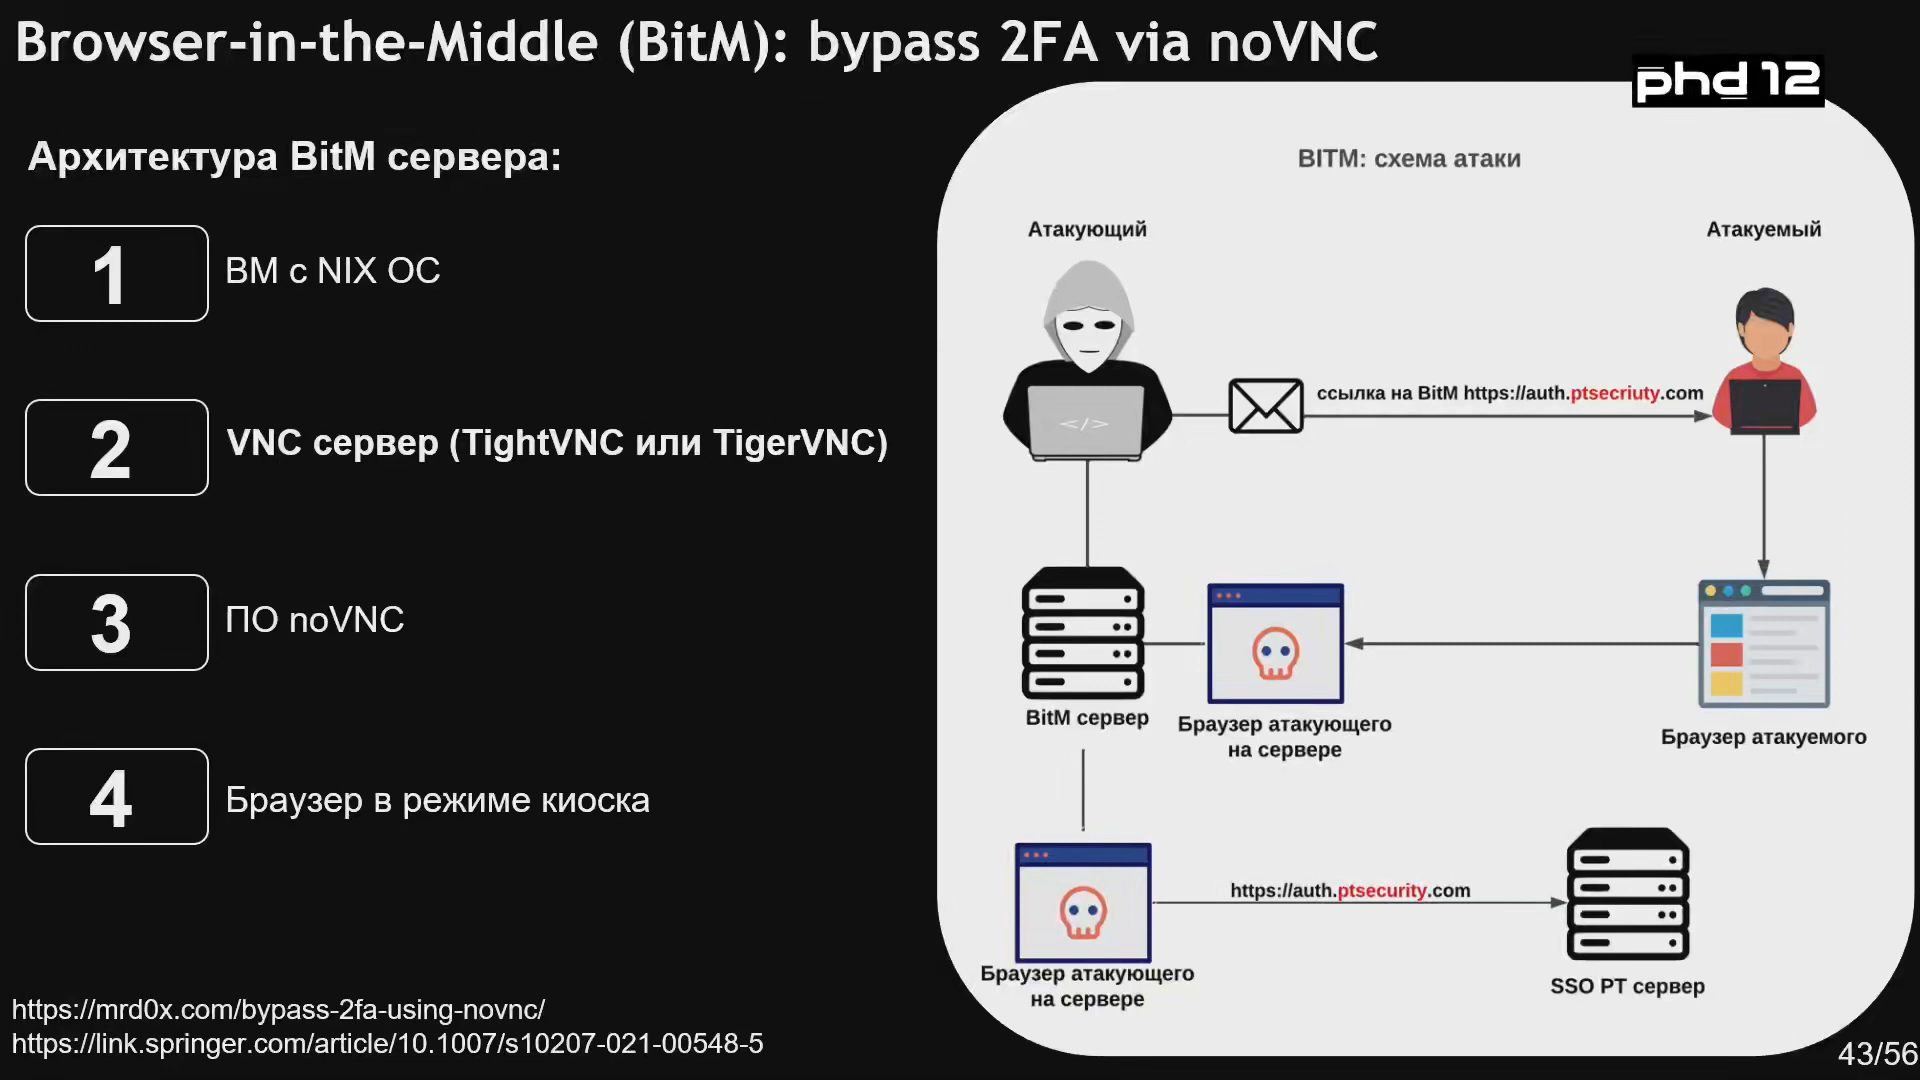 Browser-in-the-Middle (BitM): bypass 2FA via noVNC
phd 12
Архитектура BitM сервера:
1
ВМ с NIX ОС
2
VNC сервер (TightVNC или TigerVNC)
3
ПО noVNC
4
Браузер в режиме киоска
https://mrd0x.com/bypass-2fa-using-novnc/
https://link.springer.com/article/10.1007/s10207-021-00548-5
BITM: схема атаки
Атакующий
Атакуемый
</>
ссылка на BitM https://auth.ptsecriuty.com
BitM сервер
Браузер атакующего
на сервере
Браузер атакуемого
https://auth.ptsecurity.com
Браузер атакующего
на сервере
SSO PT сервер
43/56